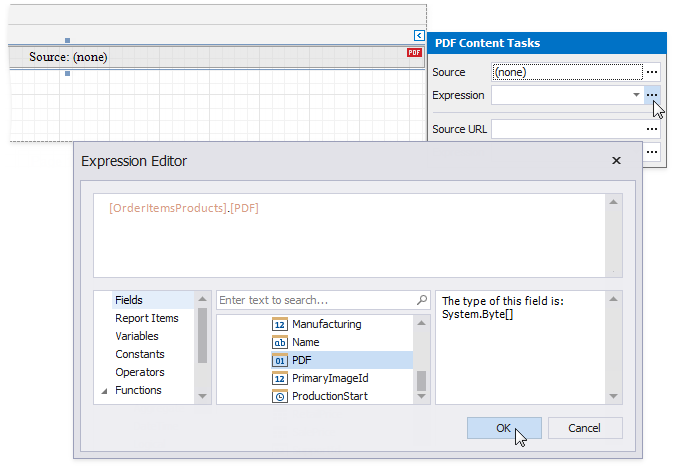 Source: (none)
PDF
PDF Content Tasks
Source (none) ...
Expression ...
Source URL ...
...
Expression Editor
[OrderItemsProducts].[PDF]
Fields
Report Items
Variables
Constants
Operators
Functions
Enter text to search...
12 Manufacturing
ab Name
01 PDF
12 PrimaryImageId
ProductionStart
The type of this field is:
System.Byte[]
OK
Cancel